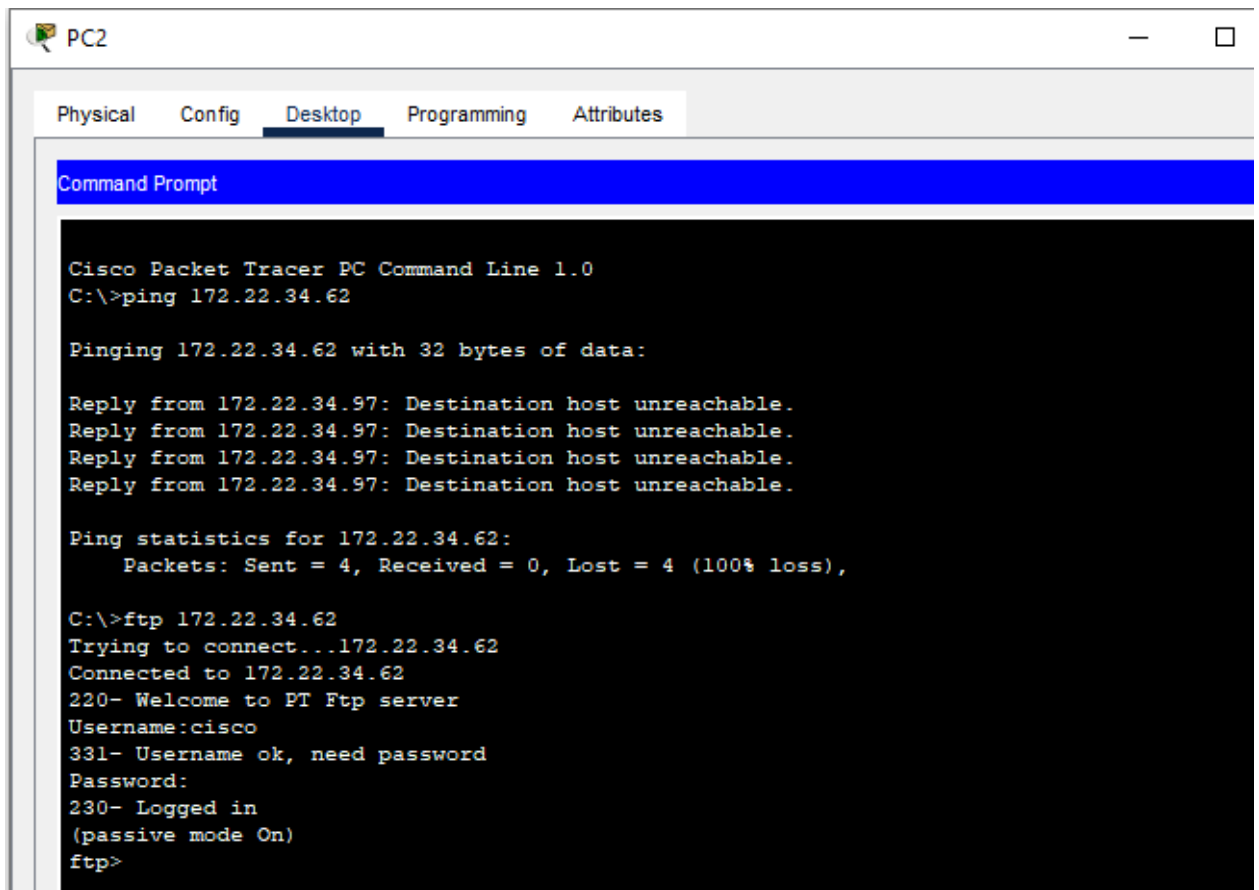 PC2
Physical Config Desktop Programming Attributes
Command Prompt
Cisco Packet Tracer PC Command Line 1.0
C:\>ping 172.22.34.62
Pinging 172.22.34.62 with 32 bytes of data:
Reply from 172.22.34.97: Destination host unreachable.
Reply from 172.22.34.97: Destination host unreachable.
Reply from 172.22.34.97: Destination host unreachable.
Reply from 172.22.34.97: Destination host unreachable.
Ping statistics for 172.22.34.62:
    Packets: Sent = 4, Received = 0, Lost = 4 (100% loss),
C:\>ftp 172.22.34.62
Trying to connect...172.22.34.62
Connected to 172.22.34.62
220- Welcome to PT Ftp server
Username:cisco
331- Username ok, need password
Password:
230- Logged in
(passive mode On)
ftp>